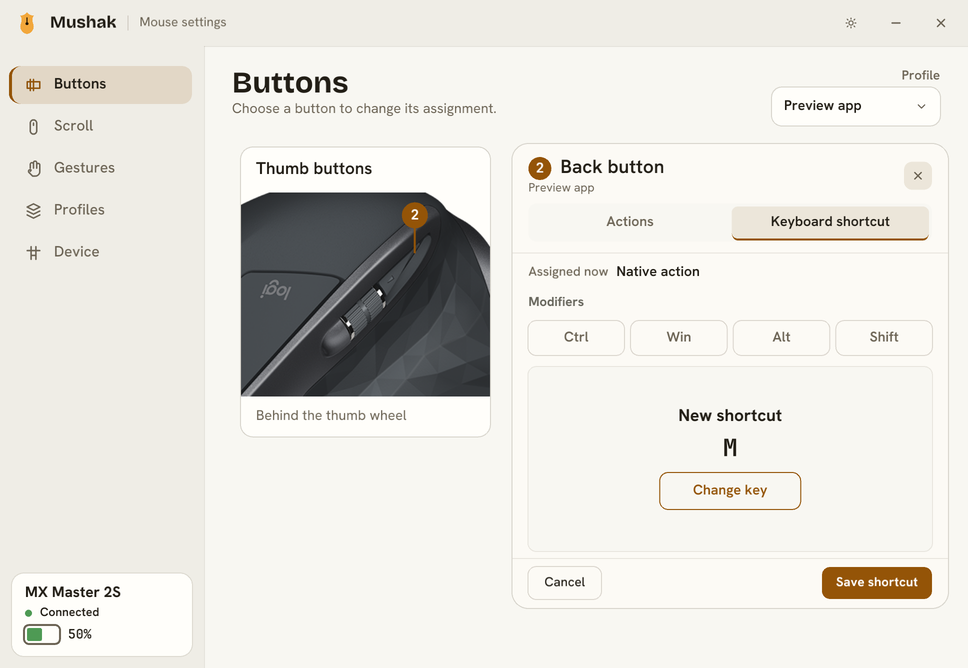 Mushak
Mouse settings
Buttons
Scroll
Gestures
Profiles
Device
MX Master 2S
Connected
50%
Buttons
Choose a button to change its assignment.
Profile
Preview app
Thumb buttons
2
logi
Behind the thumb wheel
2 Back button
Preview app
Actions
Keyboard shortcut
Assigned now Native action
Modifiers
Ctrl
Win
Alt
Shift
New shortcut
M
Change key
Cancel
Save shortcut